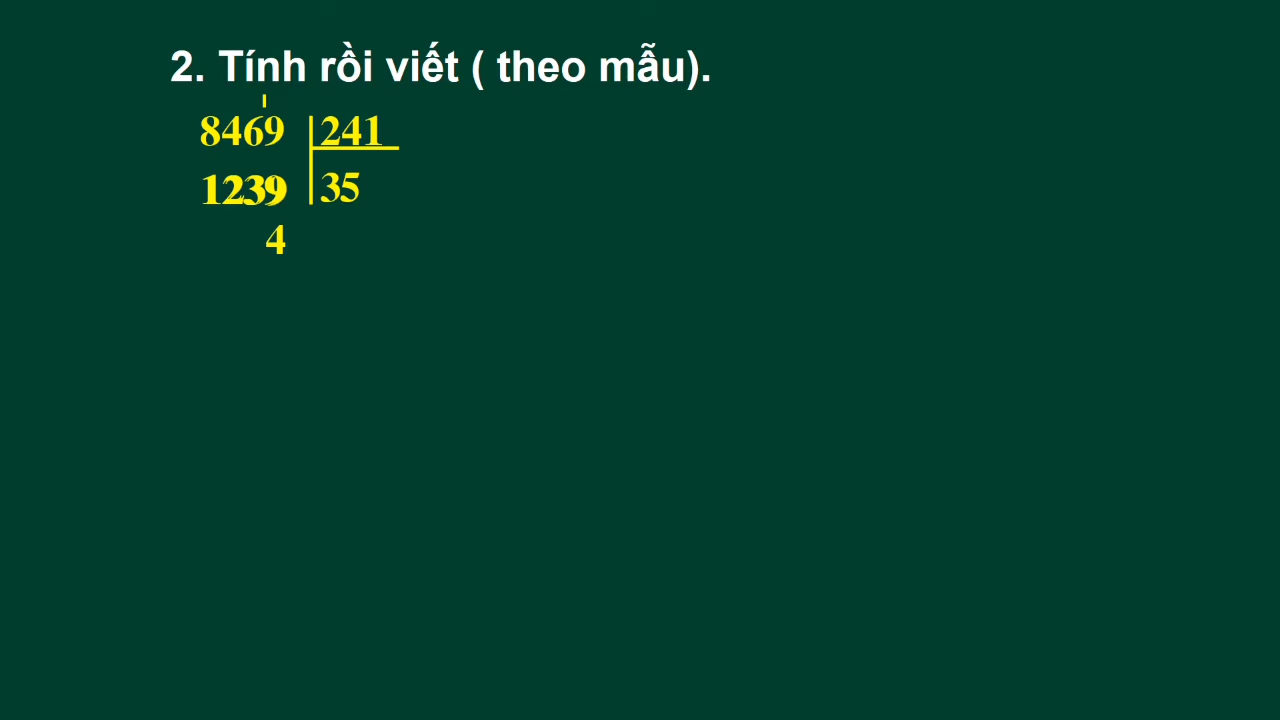 2. Tính rồi viết ( theo mẫu).
8469 241
1239 35
4